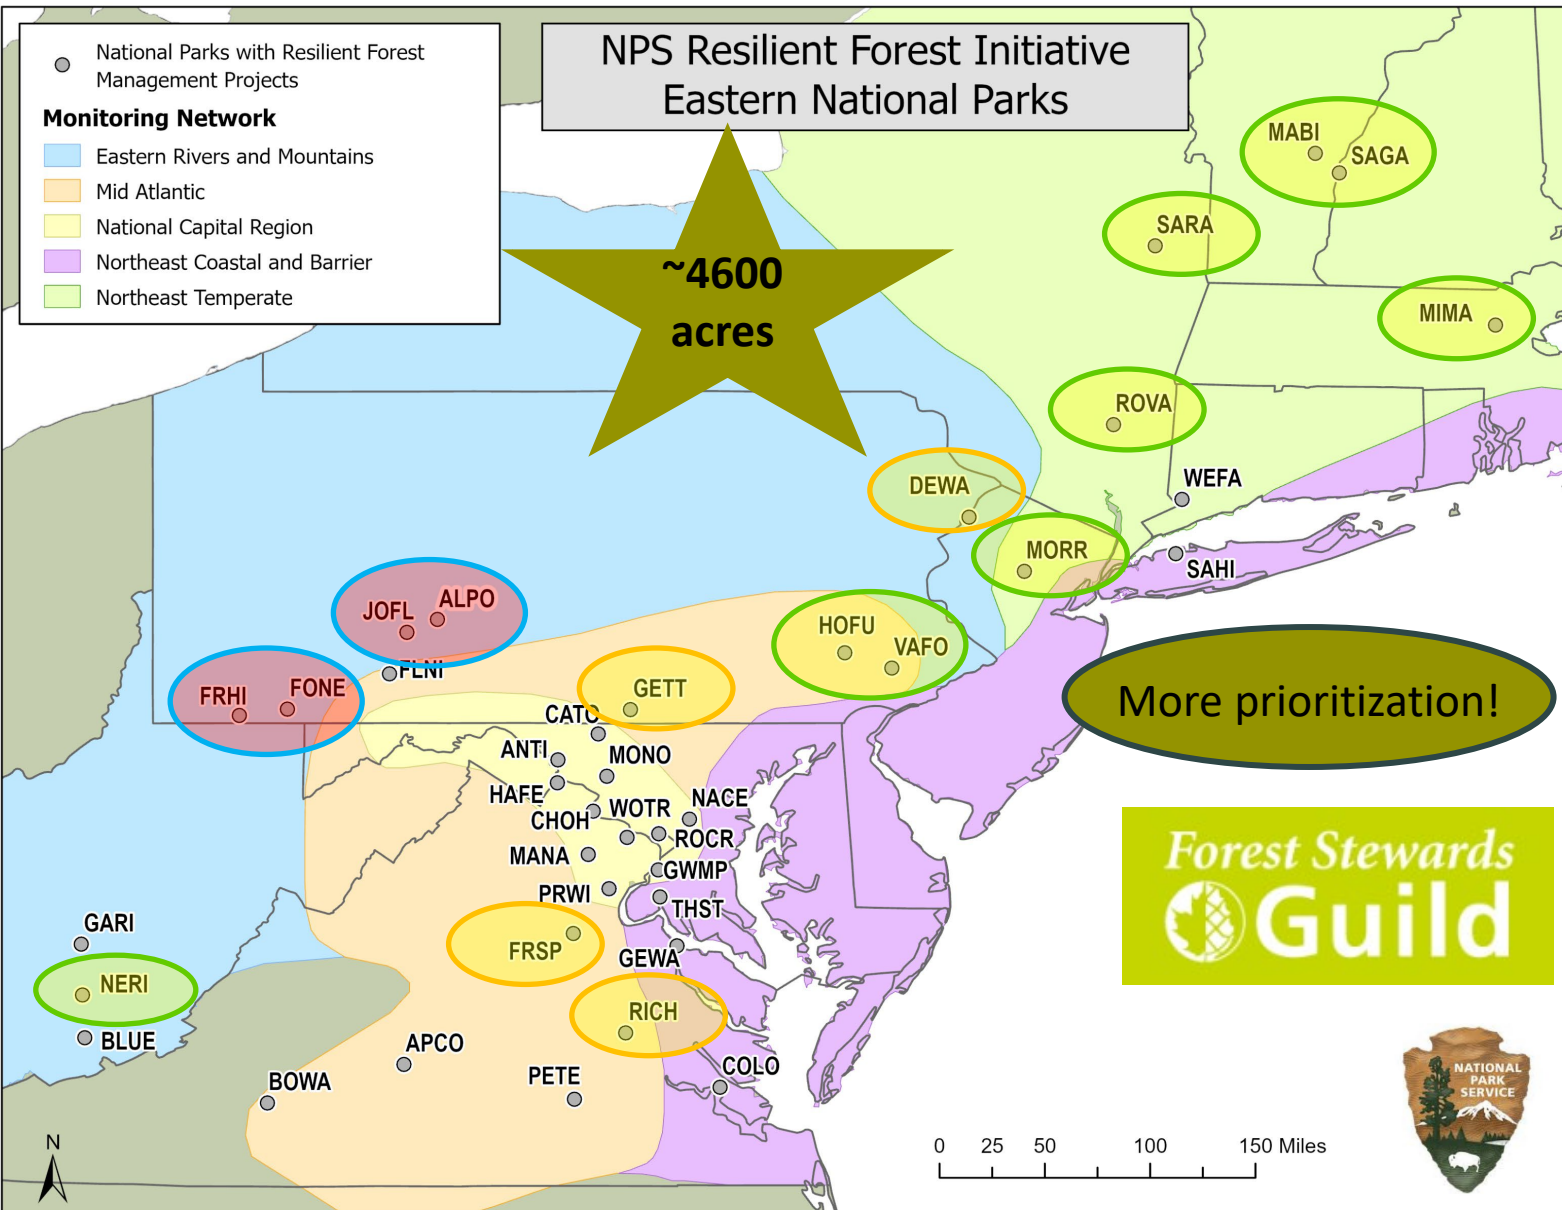 National Parks with Resilient Forest
Management Projects
Monitoring Network
Eastern Rivers and Mountains
Mid Atlantic
National Capital Region
Northeast Coastal and Barrier
Northeast Temperate
NPS Resilient Forest Initiative
Eastern National Parks
~4600
acres
MABI
SAGA
SARA
MIMA
ROVA
WEFA
DEWA
MORR
SAHI
ALPO
JOFL
FLNI
FONE
FRHI
HOFU
VAFO
GETT
CATO
ANTI
MONO
HAFE
WOTR
NACE
CHOH
ROCR
MANA
GWMP
PRWI
THST
GARI
FRSP
GEWA
NERI
RICH
BLUE
APCO
BOWA
PETE
COLO
More prioritization!
Forest Stewards
Guild
N
0 25 50 100 150 Miles
NATIONAL
PARK
SERVICE